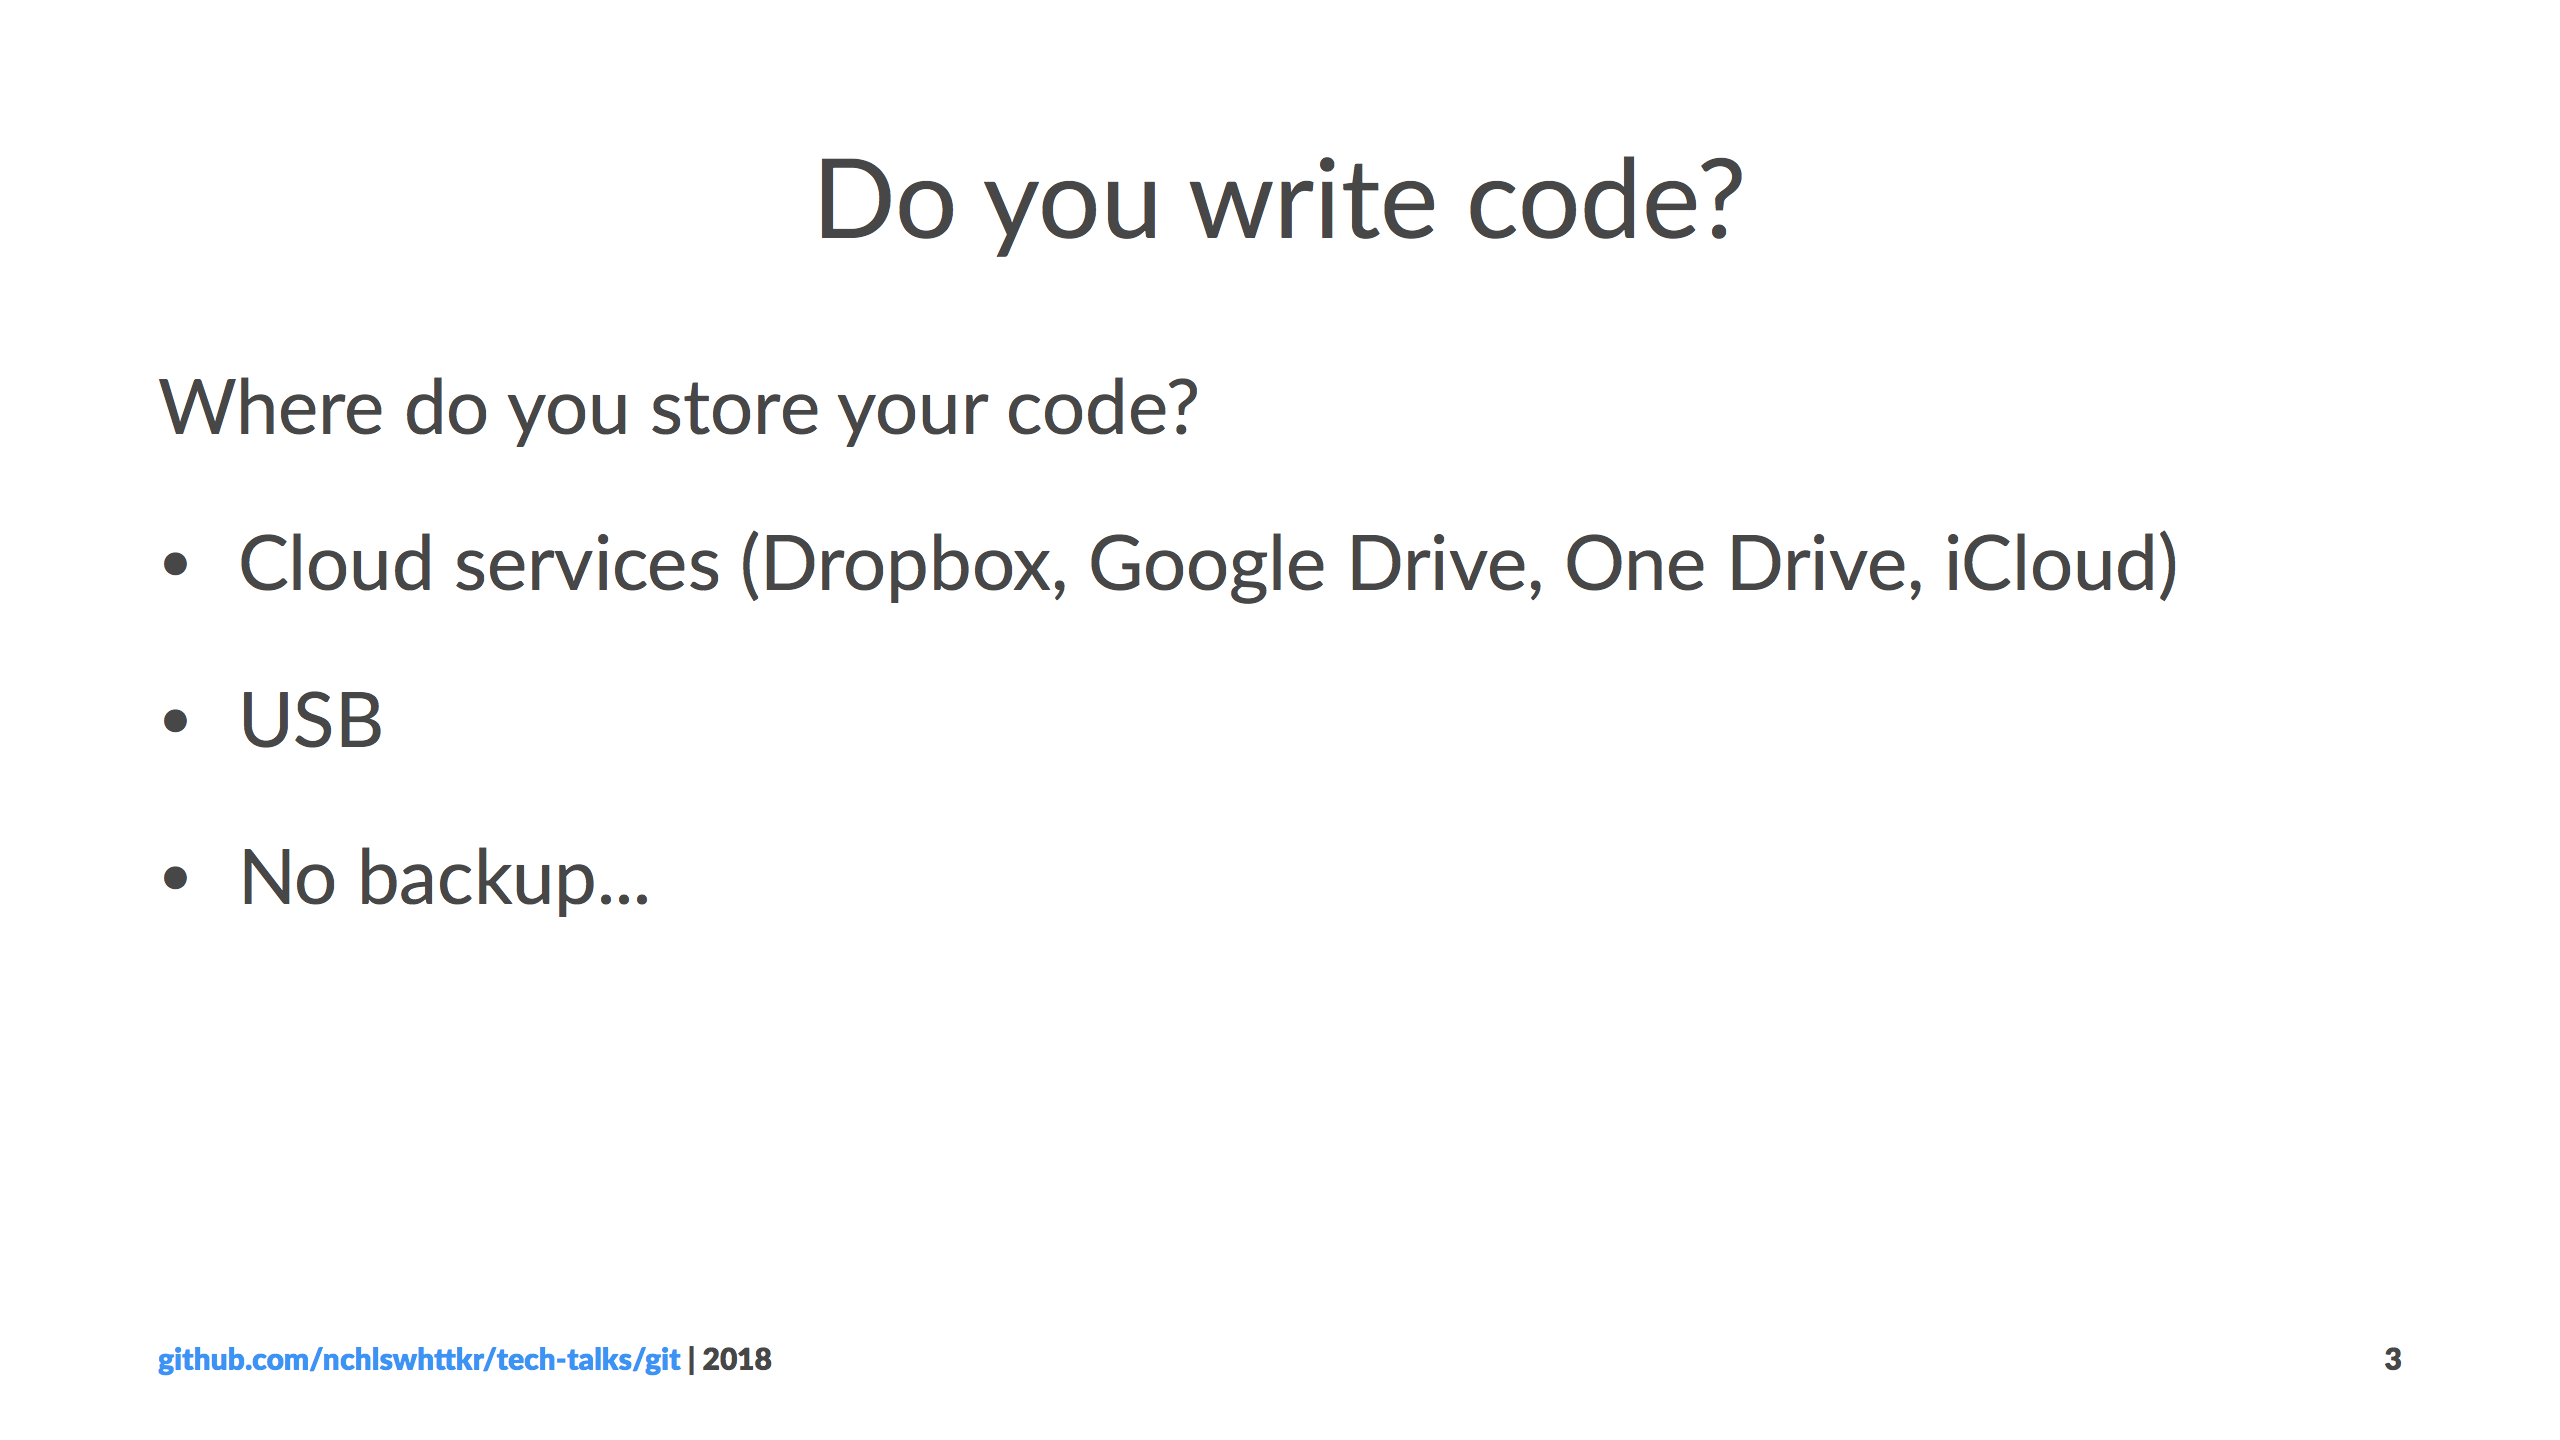 Do you write code?
Where do you store your code?
• Cloud services (Dropbox, Google Drive, One Drive, iCloud)
• USB
• No backup...
github.com/nchlswhttkr/tech-talks/git | 2018
3